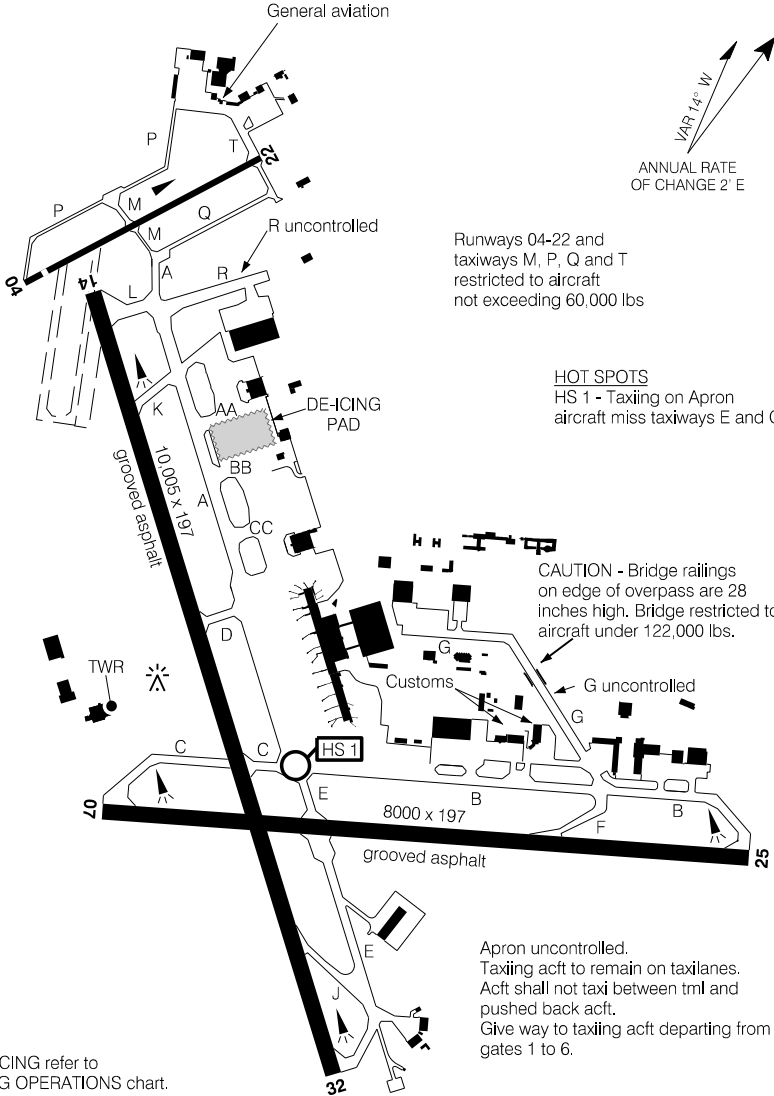 General aviation
P
T
22
P
M
M
Q
04
14
L
A
R
R uncontrolled
VAR 14° W
ANNUAL RATE
OF CHANGE 2' E
Runways 04-22 and
taxiways M, P, Q and T
restricted to aircraft
not exceeding 60,000 lbs
HOT SPOTS
HS 1 - Taxiing on Apron
aircraft miss taxiways E and
K
AA
DE-ICING
PAD
BB
10,005 x 197
grooved asphalt
A
CC
D
CAUTION - Bridge railings
on edge of overpass are 28
inches high. Bridge restricted to
aircraft under 122,000 lbs.
G
G uncontrolled
G
Customs
TWR
C
C
HS 1
E
B
B
07
8000 x 197
F
grooved asphalt
25
E
J
32
Apron uncontrolled.
Taxiing acft to remain on taxilanes.
Acft shall not taxi between tml and
pushed back acft.
Give way to taxiing acft departing from
gates 1 to 6.
CING refer to
G OPERATIONS chart.